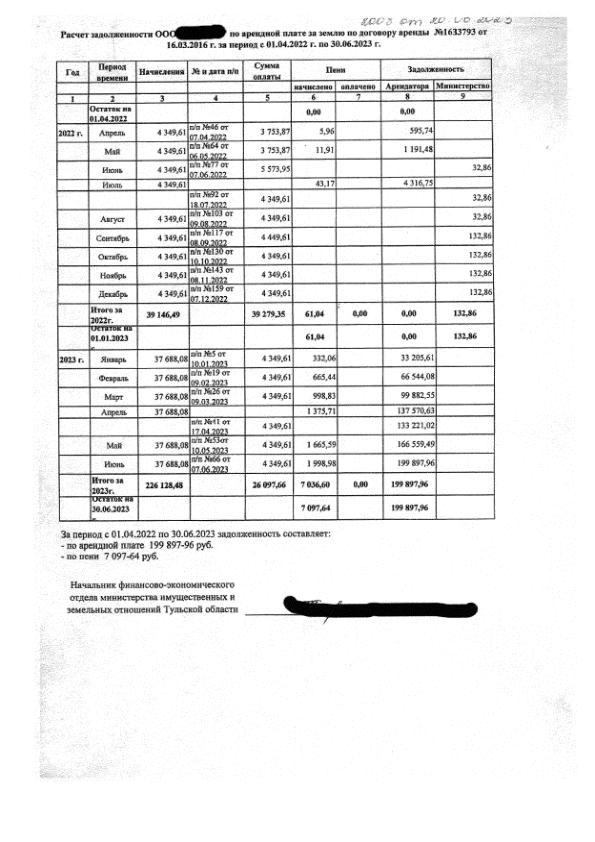 2023
Расчет задолженности ООО по арендной плате за землю по договору аренды №1633793 от
16.03.2016 г. за период с 01.04.2022 г. по 30.06.2023 г.
Год Период времени Начисления № и дата п/п Сумма оплаты Пени Задолженность
начислено оплачено Арендатора Министерство
1 2 3 4 5 6 7 8 9
Остаток на 01.04.2022 0,00 0,00
2022 г. Апрель 4 349,61 п/п №46 от 07.04.2022 3 753,87 5,96 595,74
Май 4 349,61 п/п №64 от 06.05.2022 3 753,87 11,91 1 191,48
Июнь 4 349,61 п/п №77 от 07.06.2022 5 573,95 32,86
Июль 4 349,61 43,17 4 316,75
п/п №92 от 18.07.2022 4 349,61 32,86
Август 4 349,61 п/п №103 от 09.08.2022 4 349,61 32,86
Сентябрь 4 349,61 п/п №117 от 08.09.2022 4 449,61 132,86
Октябрь 4 349,61 п/п №130 от 10.10.2022 4 349,61 132,86
Ноябрь 4 349,61 п/п №143 от 08.11.2022 4 349,61 132,86
Декабрь 4 349,61 п/п №159 от 07.12.2022 4 349,61 132,86
Итого за 2022г. 39 146,49 39 279,35 61,04 0,00 0,00 132,86
Остаток на 01.01.2023 61,04 0,00 132,86
2023 г. Январь 37 688,08 п/п №5 от 10.01.2023 4 349,61 332,06 33 205,61
Февраль 37 688,08 п/п №19 от 09.02.2023 4 349,61 665,44 66 544,08
Март 37 688,08 п/п №26 от 09.03.2023 4 349,61 998,83 99 882,55
Апрель 37 688,08 1 375,71 137 570,63
п/п №41 от 17.04.2023 4 349,61 133 221,02
Май 37 688,08 п/п №53от 10.05.2023 4 349,61 1 665,59 166 559,49
Июнь 37 688,08 п/п №66 от 07.06.2023 4 349,61 1 998,98 199 897,96
Итого за 2023г. 226 128,48 26 097,66 7 036,60 0,00 199 897,96
Остаток на 30.06.2023 7 097,64 199 897,96
За период с 01.04.2022 по 30.06.2023 задолженность составляет:
- по арендной плате 199 897-96 руб.
- по пени 7 097-64 руб.
Начальник финансово-экономического
отдела министерства имущественных и
земельных отношений Тульской области